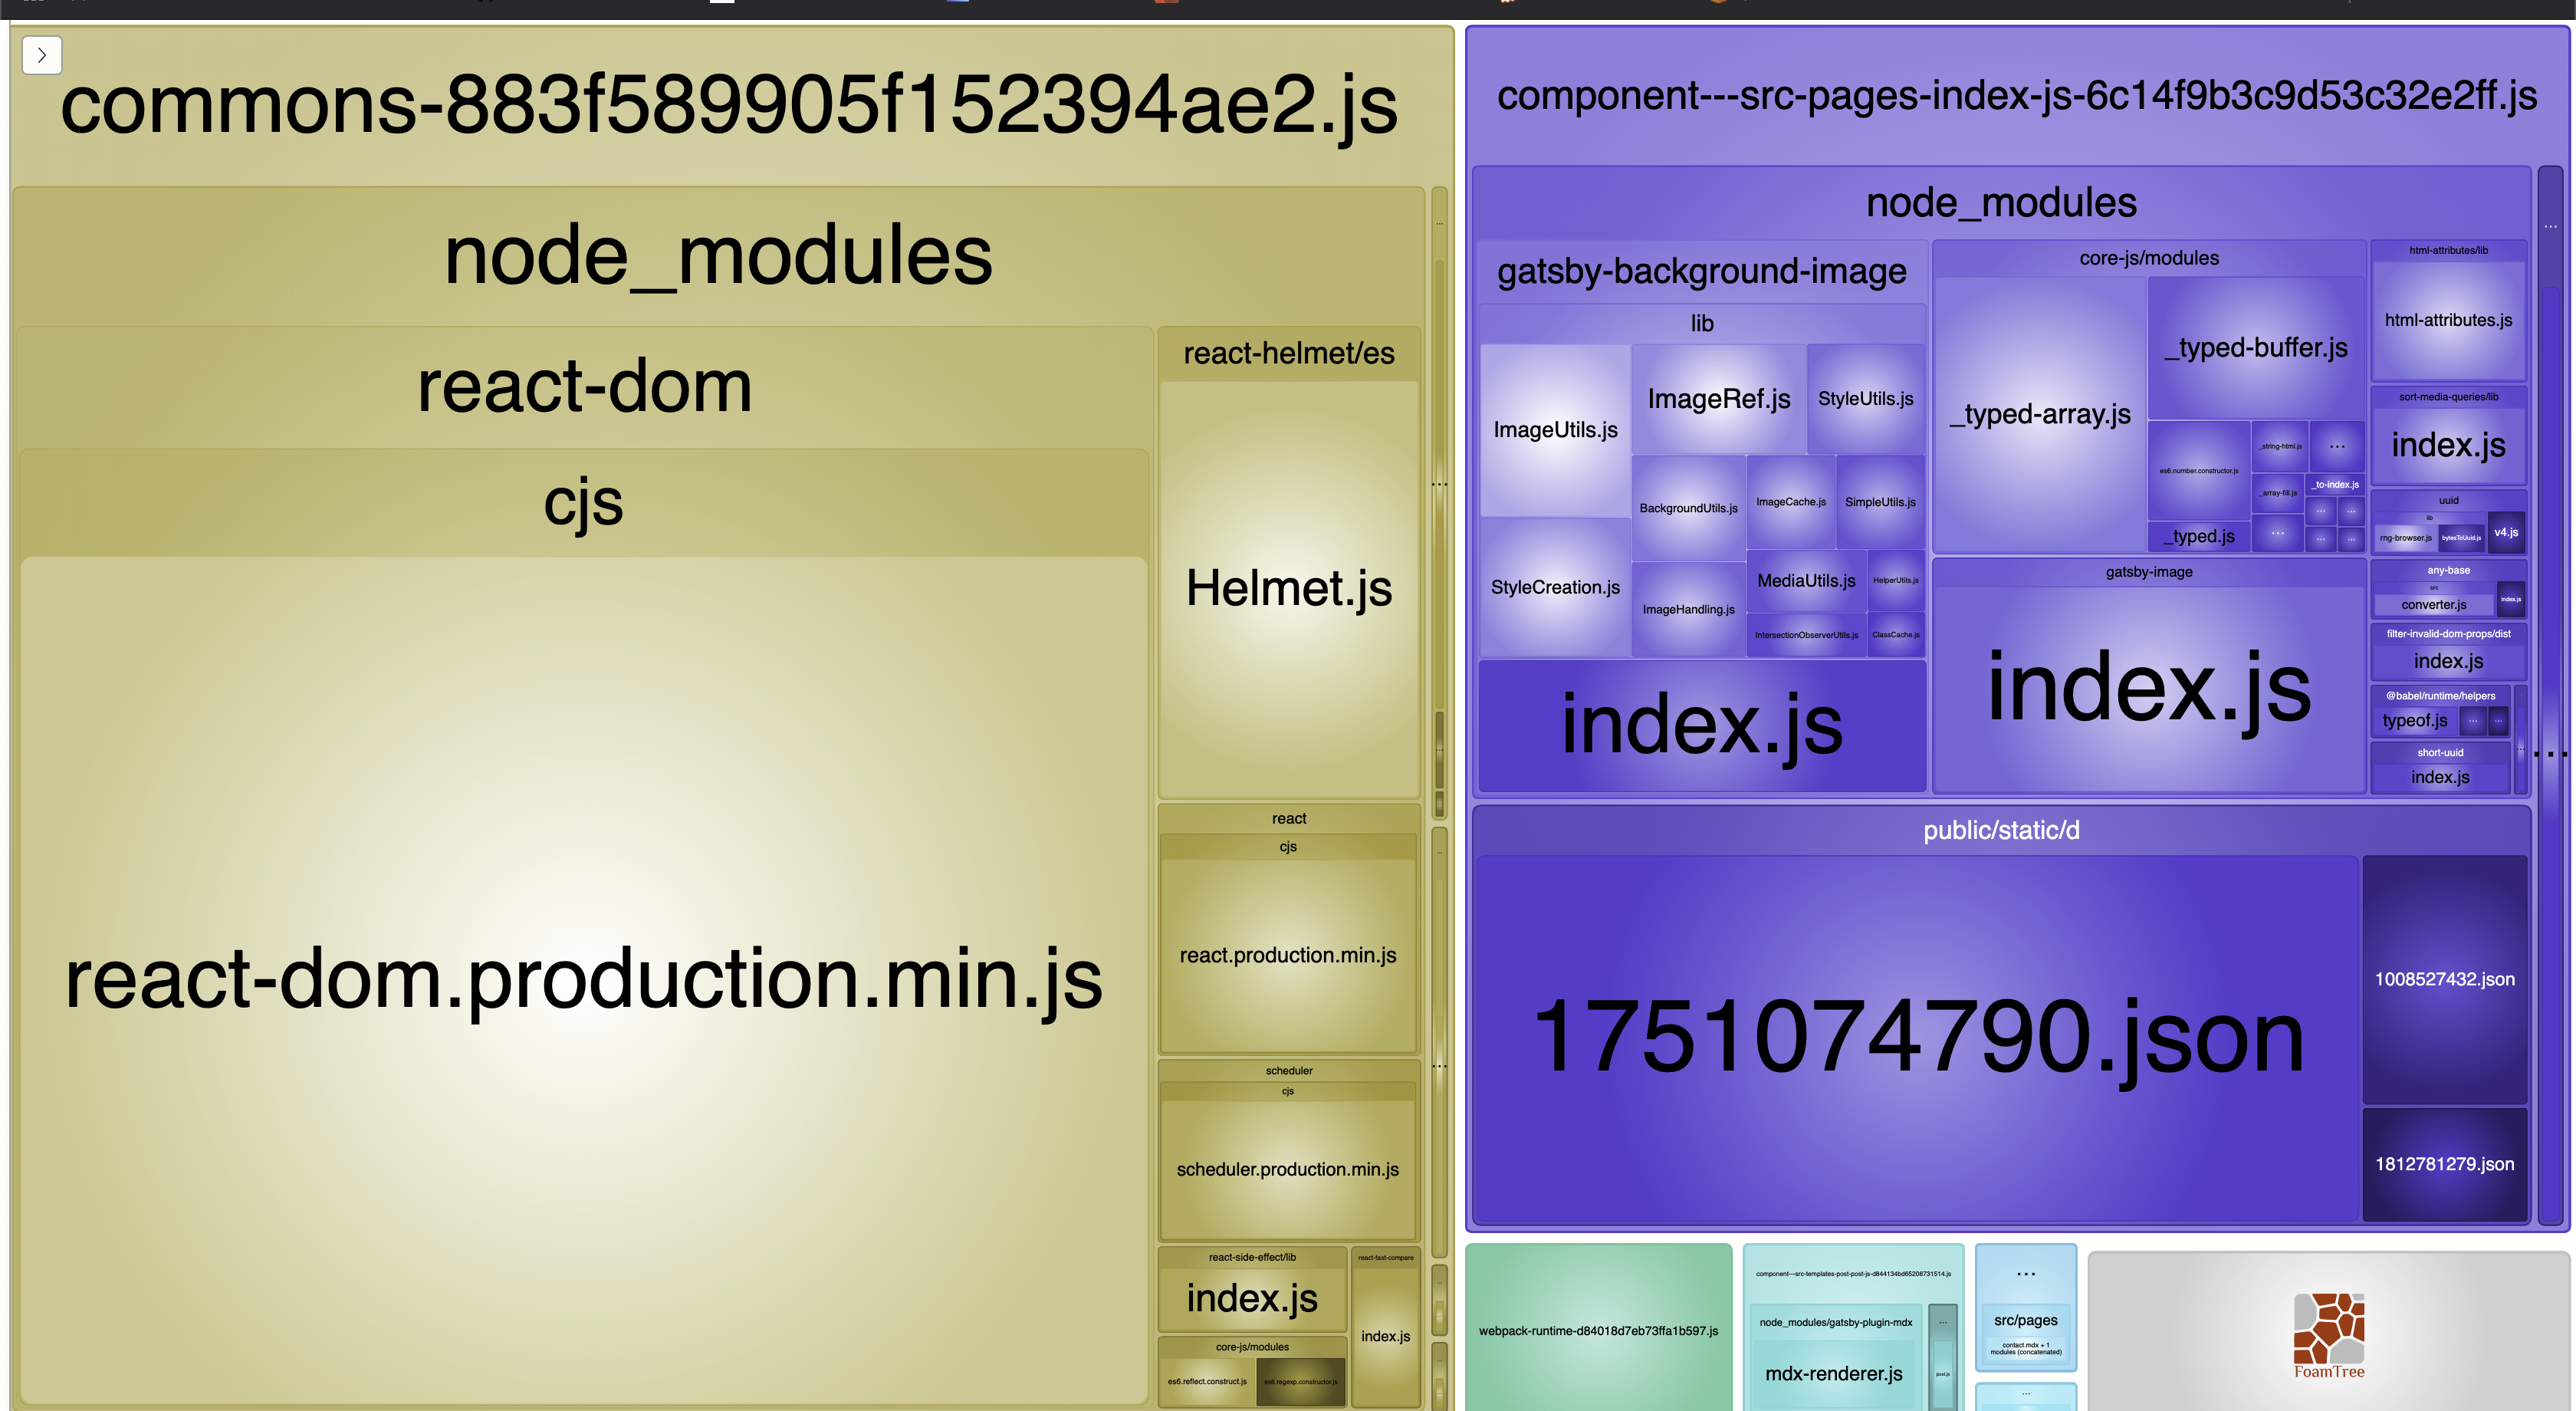 commons-883f589905f152394ae2.js
node_modules
react-dom
cjs
react-dom.production.min.js
react-helmet/es
Helmet.js
react
cjs
react.production.min.js
scheduler
cjs
scheduler.production.min.js
react-side-effect/lib
index.js
react-fast-compare
index.js
core-js/modules
es6.reflect.construct.js
es6.regexp.constructor.js
...
...
...
...
...
...
component---src-pages-index-js-6c14f9b3c9d53c32e2ff.js
node_modules
gatsby-background-image
lib
ImageUtils.js
ImageRef.js
StyleUtils.js
StyleCreation.js
BackgroundUtils.js
ImageCache.js
SimpleUtils.js
ImageHandling.js
MediaUtils.js
HelperUtils.js
IntersectionObserverUtils.js
ClassCache.js
index.js
core-js/modules
_typed-array.js
_typed-buffer.js
es6.number.constructor.js
_string-html.js
...
_array-fill.js
_to-index.js
...
...
_typed.js
...
...
...
gatsby-image
index.js
html-attributes/lib
html-attributes.js
sort-media-queries/lib
index.js
uuid
lib
rng-browser.js
bytesToUuid.js
v4.js
any-base
src
converter.js
index.js
filter-invalid-dom-props/dist
index.js
@babel/runtime/helpers
typeof.js
...
...
short-uuid
index.js
...
...
public/static/d
1751074790.json
1008527432.json
1812781279.json
webpack-runtime-d84018d7eb73ffa1b597.js
component---src-templates-post-post-js-d844134bd65208731514.js
node_modules/gatsby-plugin-mdx
mdx-renderer.js
...
post.js
...
src/pages
contact.mdx + 1
modules (concatenated)
...
FoamTree